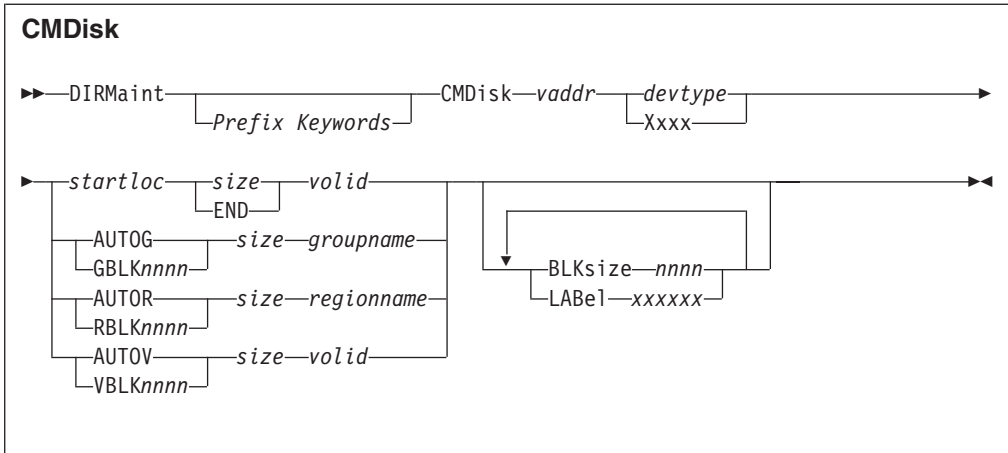 CMDisk
DIRMaint CMDisk vaddr devtype
Prefix Keywords Xxxx
startloc size volid
END
AUTOG size groupname
GBLKnnnn BLKsize nnnn
AUTOR size regionname LABel xxxxxx
RBLKnnnn
AUTOV size volid
VBLKnnnn